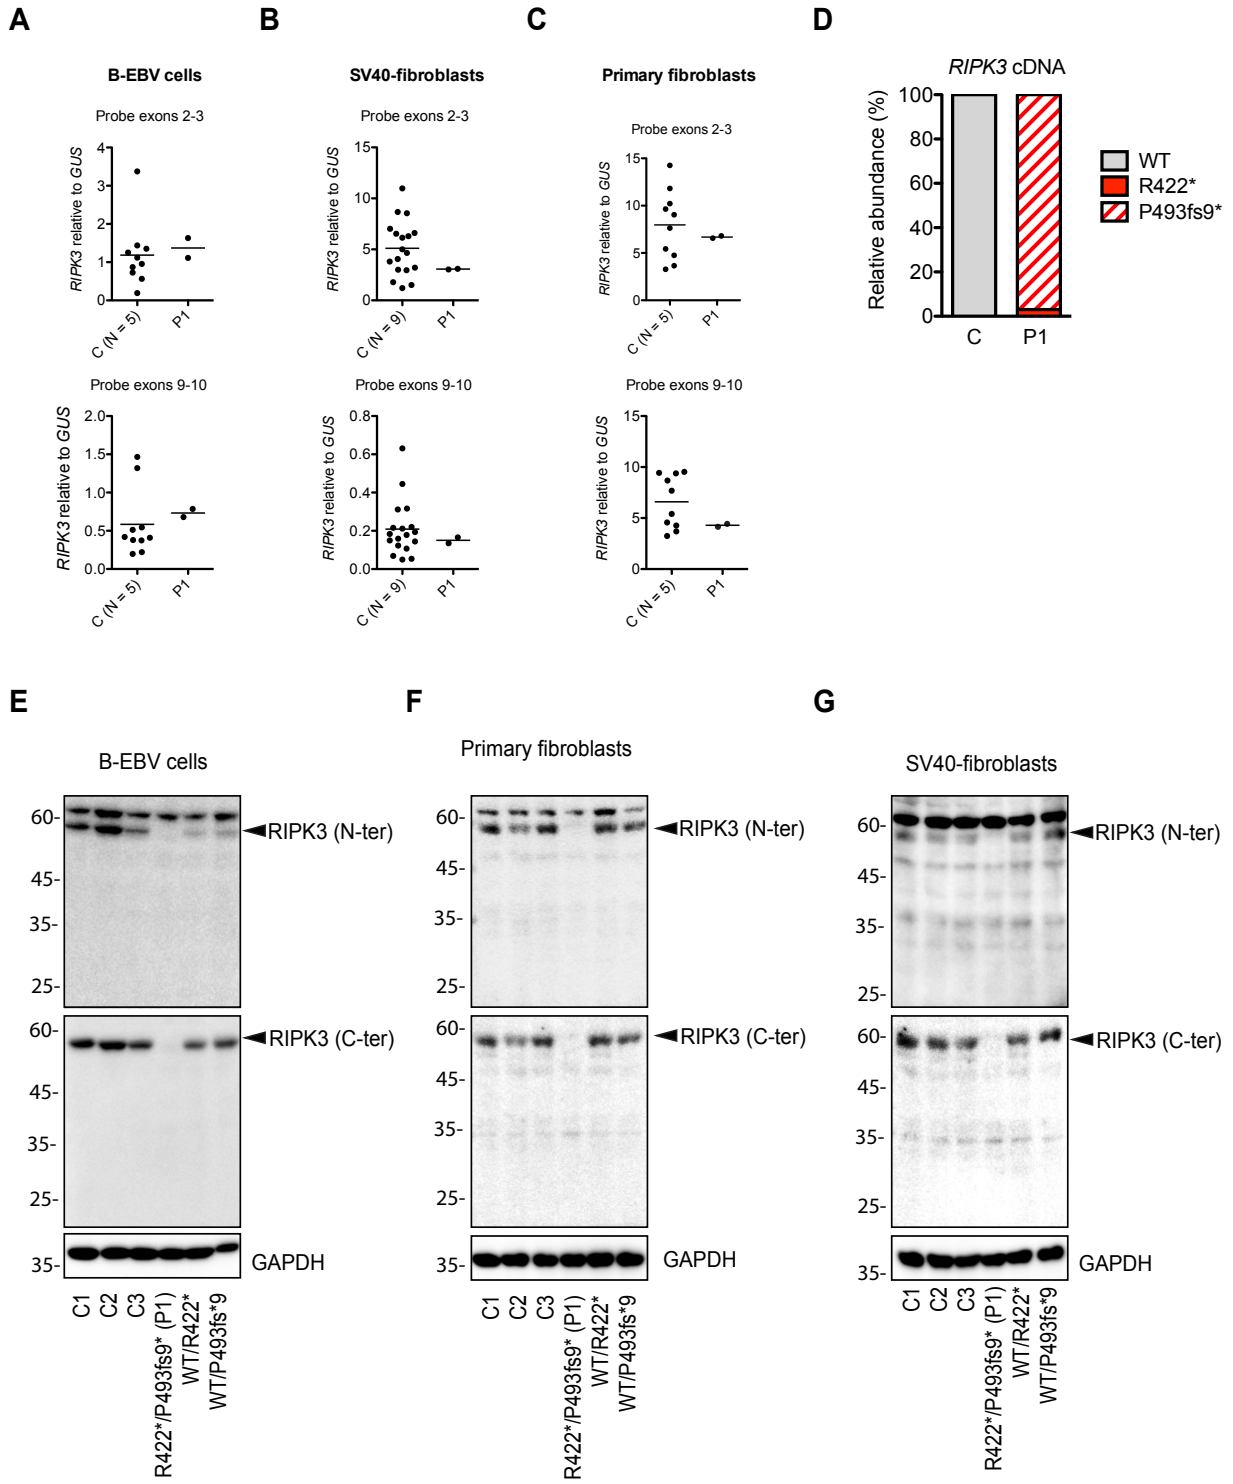 A
B
C
D
B-EBV cells
SV40-fibroblasts
Primary fibroblasts
RIPK3 cDNA
Probe exons 2-3
Probe exons 2-3
Probe exons 2-3
RIPK3 relative to GUS
4
3
2
1
0
C (N = 5)
P1
RIPK3 relative to GUS
15
10
5
0
C (N = 9)
P1
RIPK3 relative to GUS
15
10
5
0
C (N = 5)
P1
Relative abundance (%)
100
80
60
40
20
0
C
P1
WT
R422*
P493fs9*
Probe exons 9-10
Probe exons 9-10
Probe exons 9-10
RIPK3 relative to GUS
2.0
1.5
1.0
0.5
0.0
C (N = 5)
P1
RIPK3 relative to GUS
0.8
0.6
0.4
0.2
0.0
C (N = 9)
P1
RIPK3 relative to GUS
15
10
5
0
C (N = 5)
P1
E
B-EBV cells
60-
45-
35-
25-
RIPK3 (N-ter)
60-
45-
35-
25-
RIPK3 (C-ter)
35-
GAPDH
C1
C2
C3
R422*/P493fs9* (P1)
WT/R422*
WT/P493fs*9
F
Primary fibroblasts
60-
45-
35-
25-
RIPK3 (N-ter)
60-
45-
35-
25-
RIPK3 (C-ter)
35-
GAPDH
C1
C2
C3
R422*/P493fs9* (P1)
WT/R422*
WT/P493fs*9
G
SV40-fibroblasts
60-
45-
35-
25-
RIPK3 (N-ter)
60-
45-
35-
25-
RIPK3 (C-ter)
35-
GAPDH
C1
C2
C3
R422*/P493fs9* (P1)
WT/R422*
WT/P493fs*9